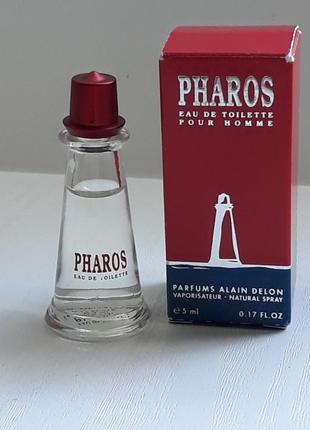 PHAROS
EAU DE TOILETTE
PHAROS
EAU DE TOILETTE
POUR HOMME
PARFUMS ALAIN DELON
VAPORISATEUR - NATURAL SPRAY
e 5 ml 0.17 FL.OZ